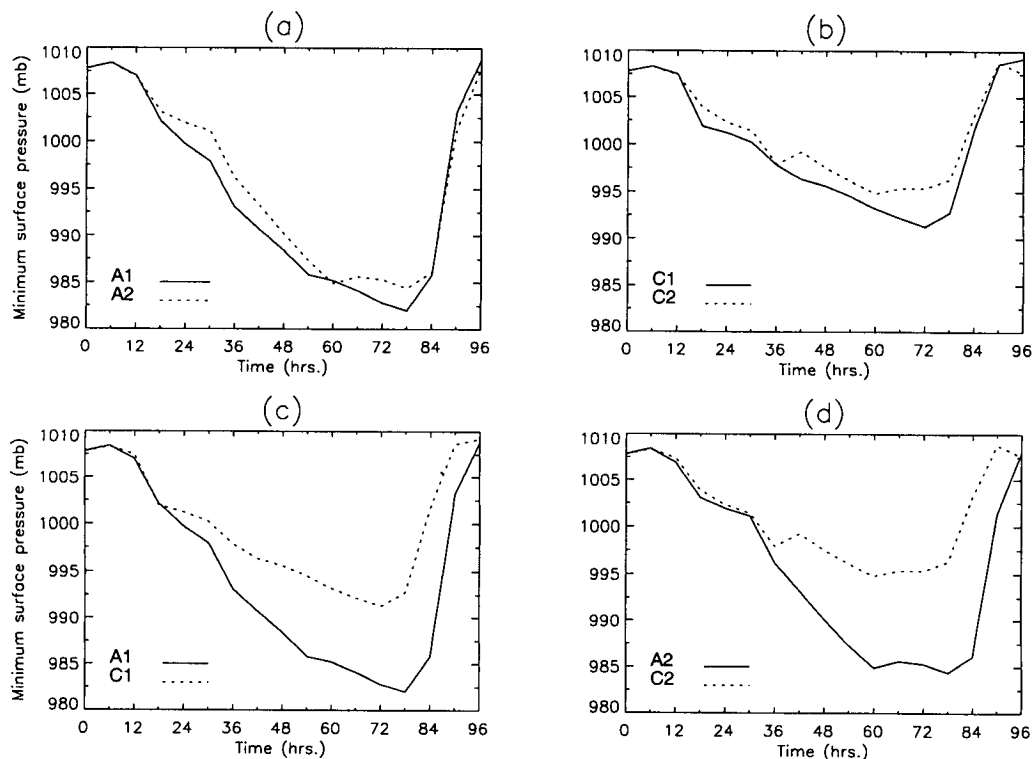 (a)
Minimum surface pressure (mb)
1010
1005
1000
995
990
985
980
A1
A2
0 12 24 36 48 60 72 84 96
Time (hrs.)
(b)
1010
1005
1000
995
990
985
980
C1
C2
0 12 24 36 48 60 72 84 96
Time (hrs.)
(c)
Minimum surface pressure (mb)
1010
1005
1000
995
990
985
980
A1
C1
0 12 24 36 48 60 72 84 96
Time (hrs.)
(d)
1010
1005
1000
995
990
985
980
A2
C2
0 12 24 36 48 60 72 84 96
Time (hrs.)